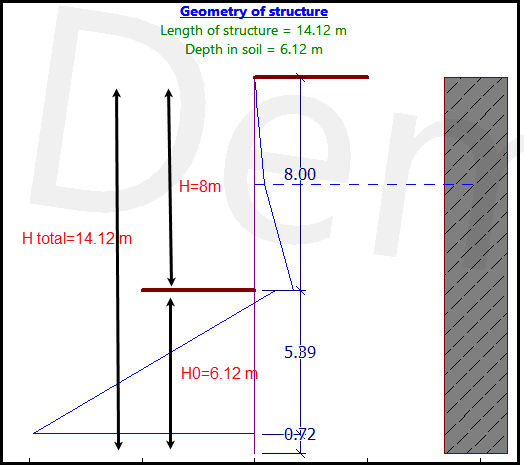 Geometry of structure
Length of structure = 14.12 m
Depth in soil = 6.12 m
8.00
H=8m
H total=14.12 m
5.39
H0=6.12 m
0.72
Dem